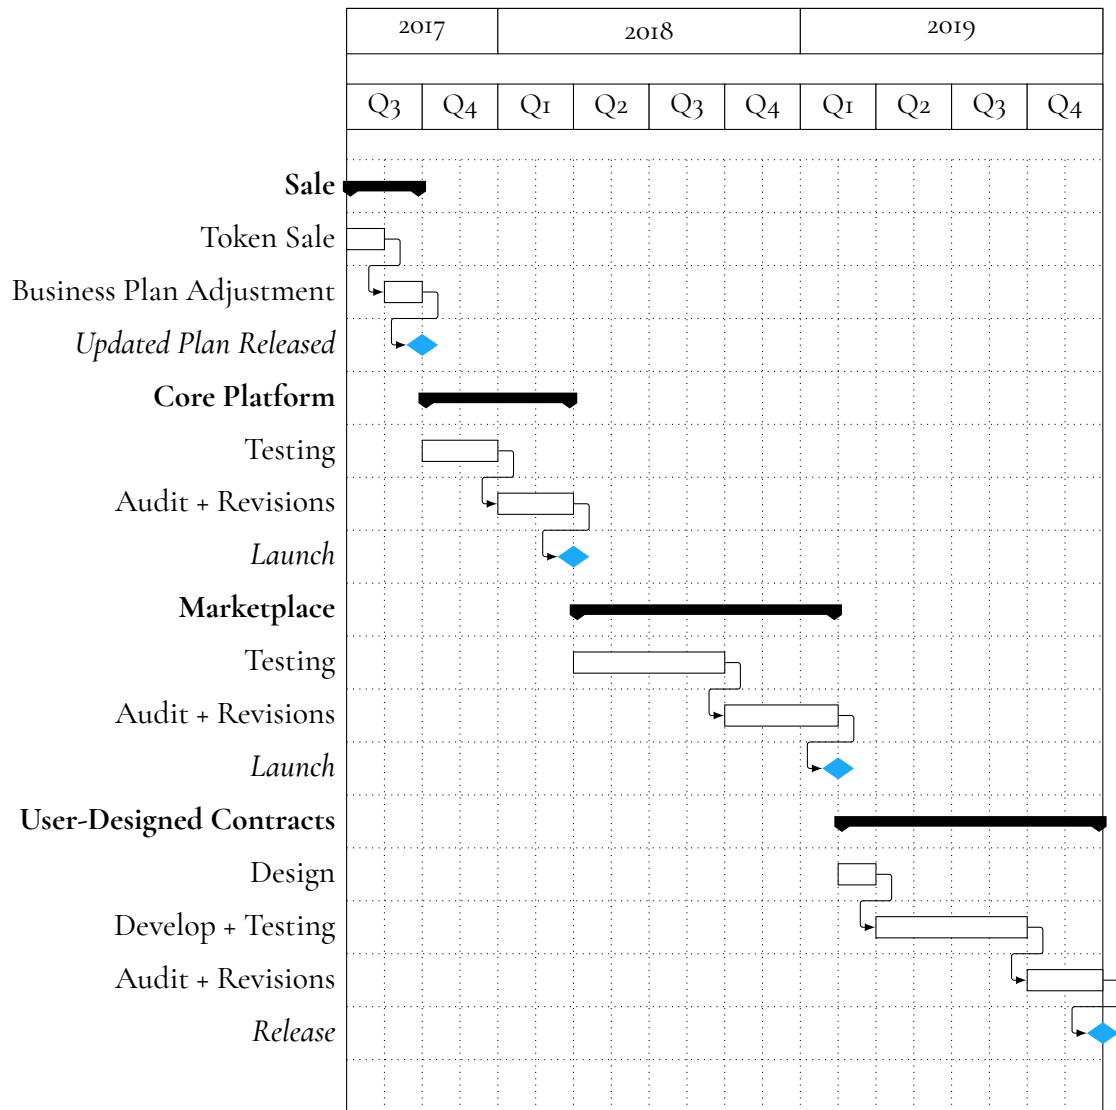 2017 2018 2019
Q3 Q4 Q1 Q2 Q3 Q4 Q1 Q2 Q3 Q4
Sale
Token Sale
Business Plan Adjustment
Updated Plan Released
Core Platform
Testing
Audit + Revisions
Launch
Marketplace
Testing
Audit + Revisions
Launch
User-Designed Contracts
Design
Develop + Testing
Audit + Revisions
Release